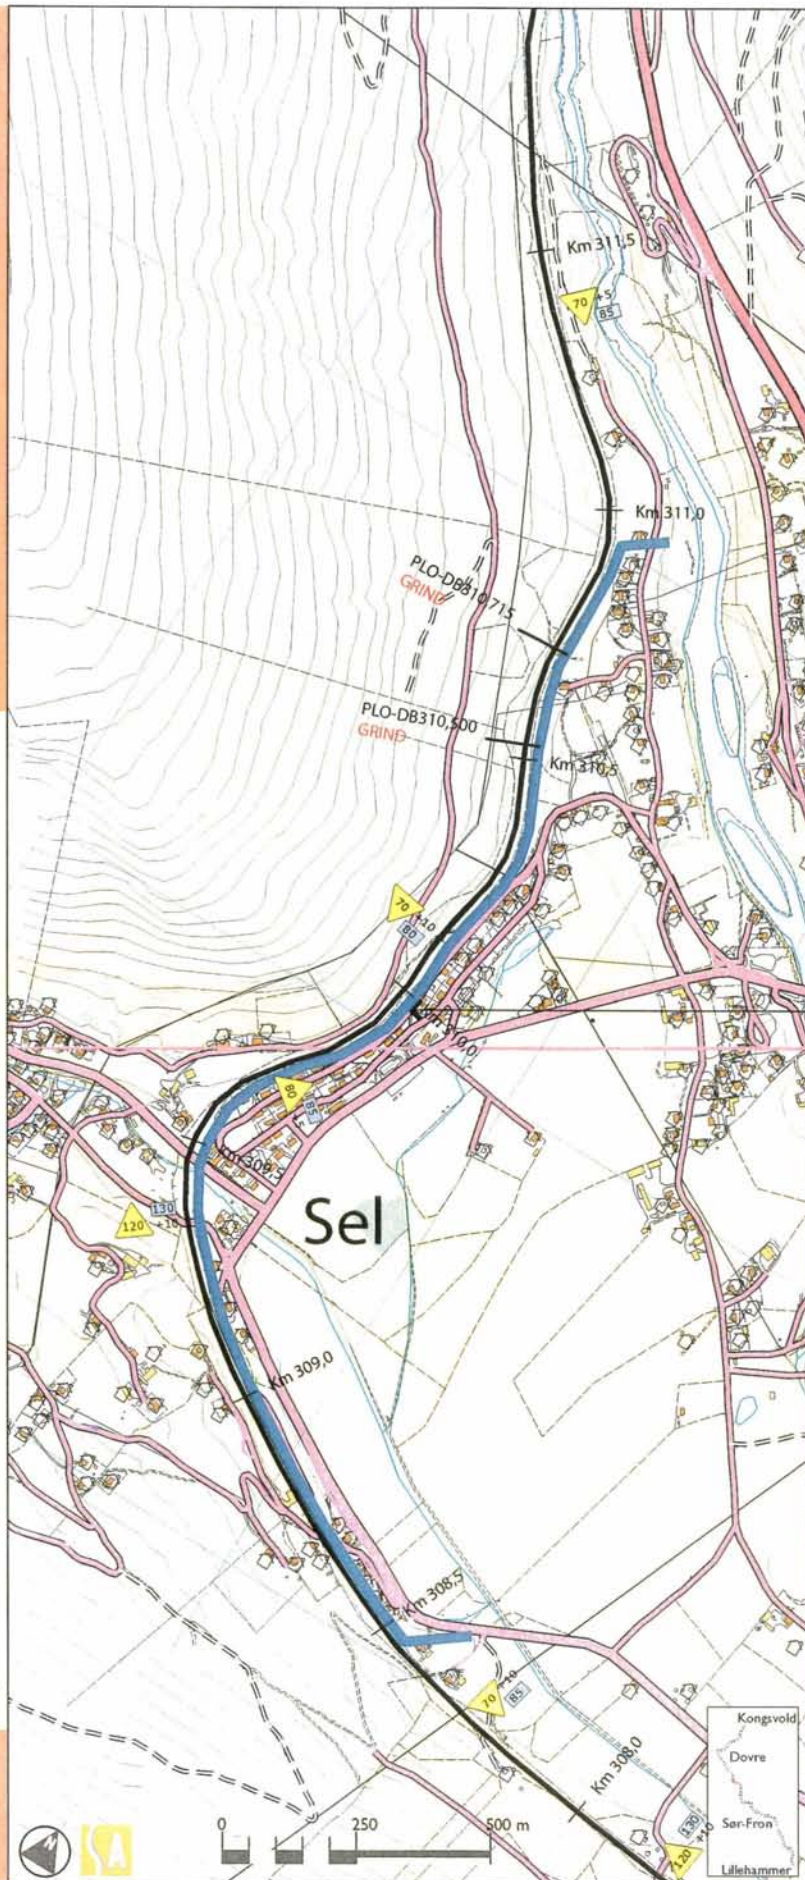 Km 311,5
70
+5
85
Km 311,0
PLO-DB310,715
GRIND
PLO-DB310,500
GRIND
Km 310,5
70
+10
80
Km 310,0
80
85
+5
Km 309,5
130
120
+10
Sel
Km 309,0
Km 308,5
70
+10
85
Km 308,0
130
120
+10
Kongsvold
Dovre
Sør-Fron
Lillehammer
N
SA
0
250
500 m